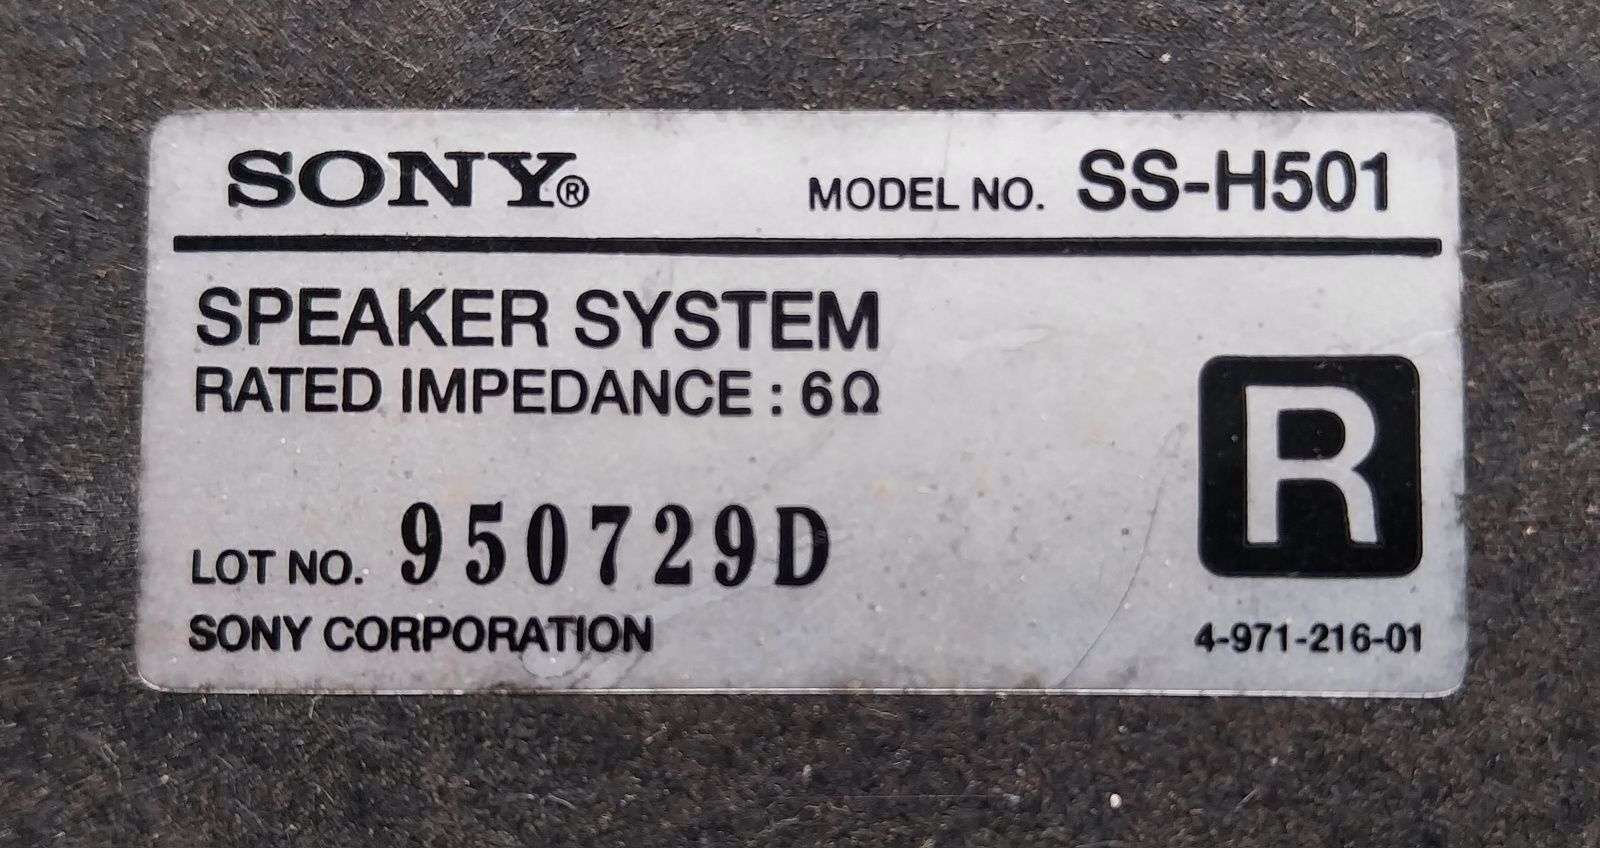 SONY® MODEL NO. SS-H501
SPEAKER SYSTEM
RATED IMPEDANCE : 6Ω
R
LOT NO. 950729D
SONY CORPORATION 4-971-216-01